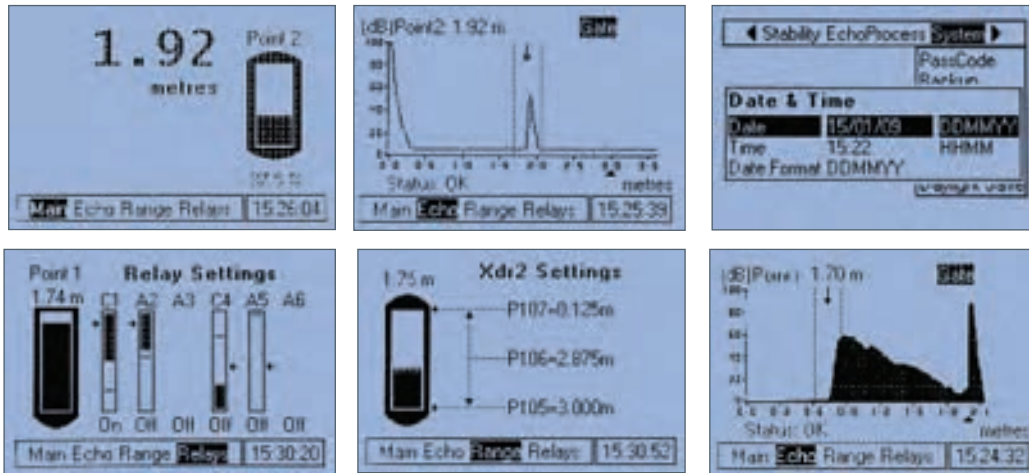 1.92
metres
Point 2
Main Echo Range Relays 15:26:04
(dB)Point2: 1.92 m Gate
Status: OK metres
Main Echo Range Relays 15:25:39
Stability EchoProcess System
PassCode
Backup
Date & Time
Date 15/01/09 DDMMYY
Time 15:22 HHMM
Date Format DDMMYY
Point 1 Relay Settings
1.74 m C1 A2 A3 C4 A5 A6
On Off Off Off Off Off
Main Echo Range Relays 15:30:20
1.75 m Xdr2 Settings
P107=0.125m
P106=2.875m
P105=3.000m
Main Echo Range Relays 15:30:52
1.70 m Gate
Status: OK metres
Main Echo Range Relays 15:24:32